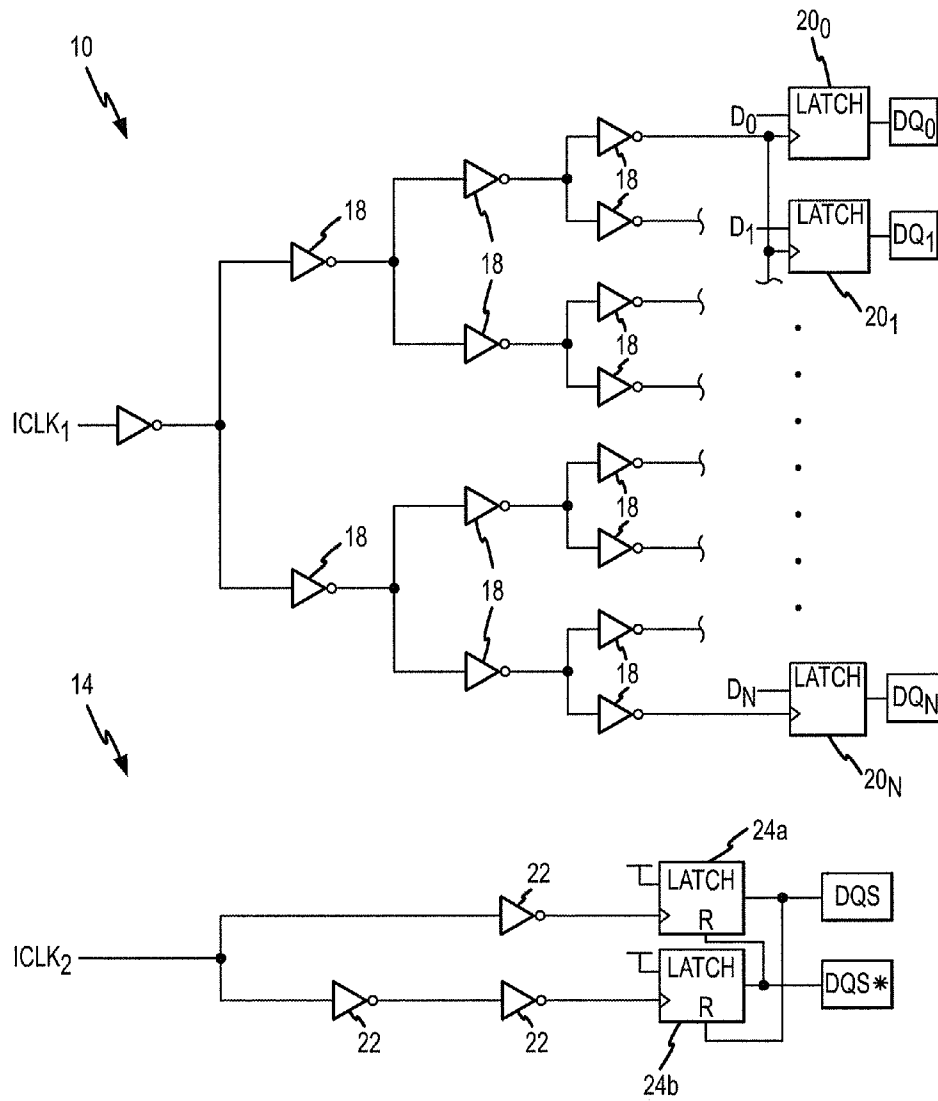 10
20₀
LATCH
D₀
DQ₀
18
18
LATCH
D₁
DQ₁
18
18
20₁
18
ICLK₁
18
18
18
18
LATCH
D_N
DQ_N
14
20_N
24a
22
LATCH
DQS
R
ICLK₂
LATCH
DQS*
R
22
22
24b